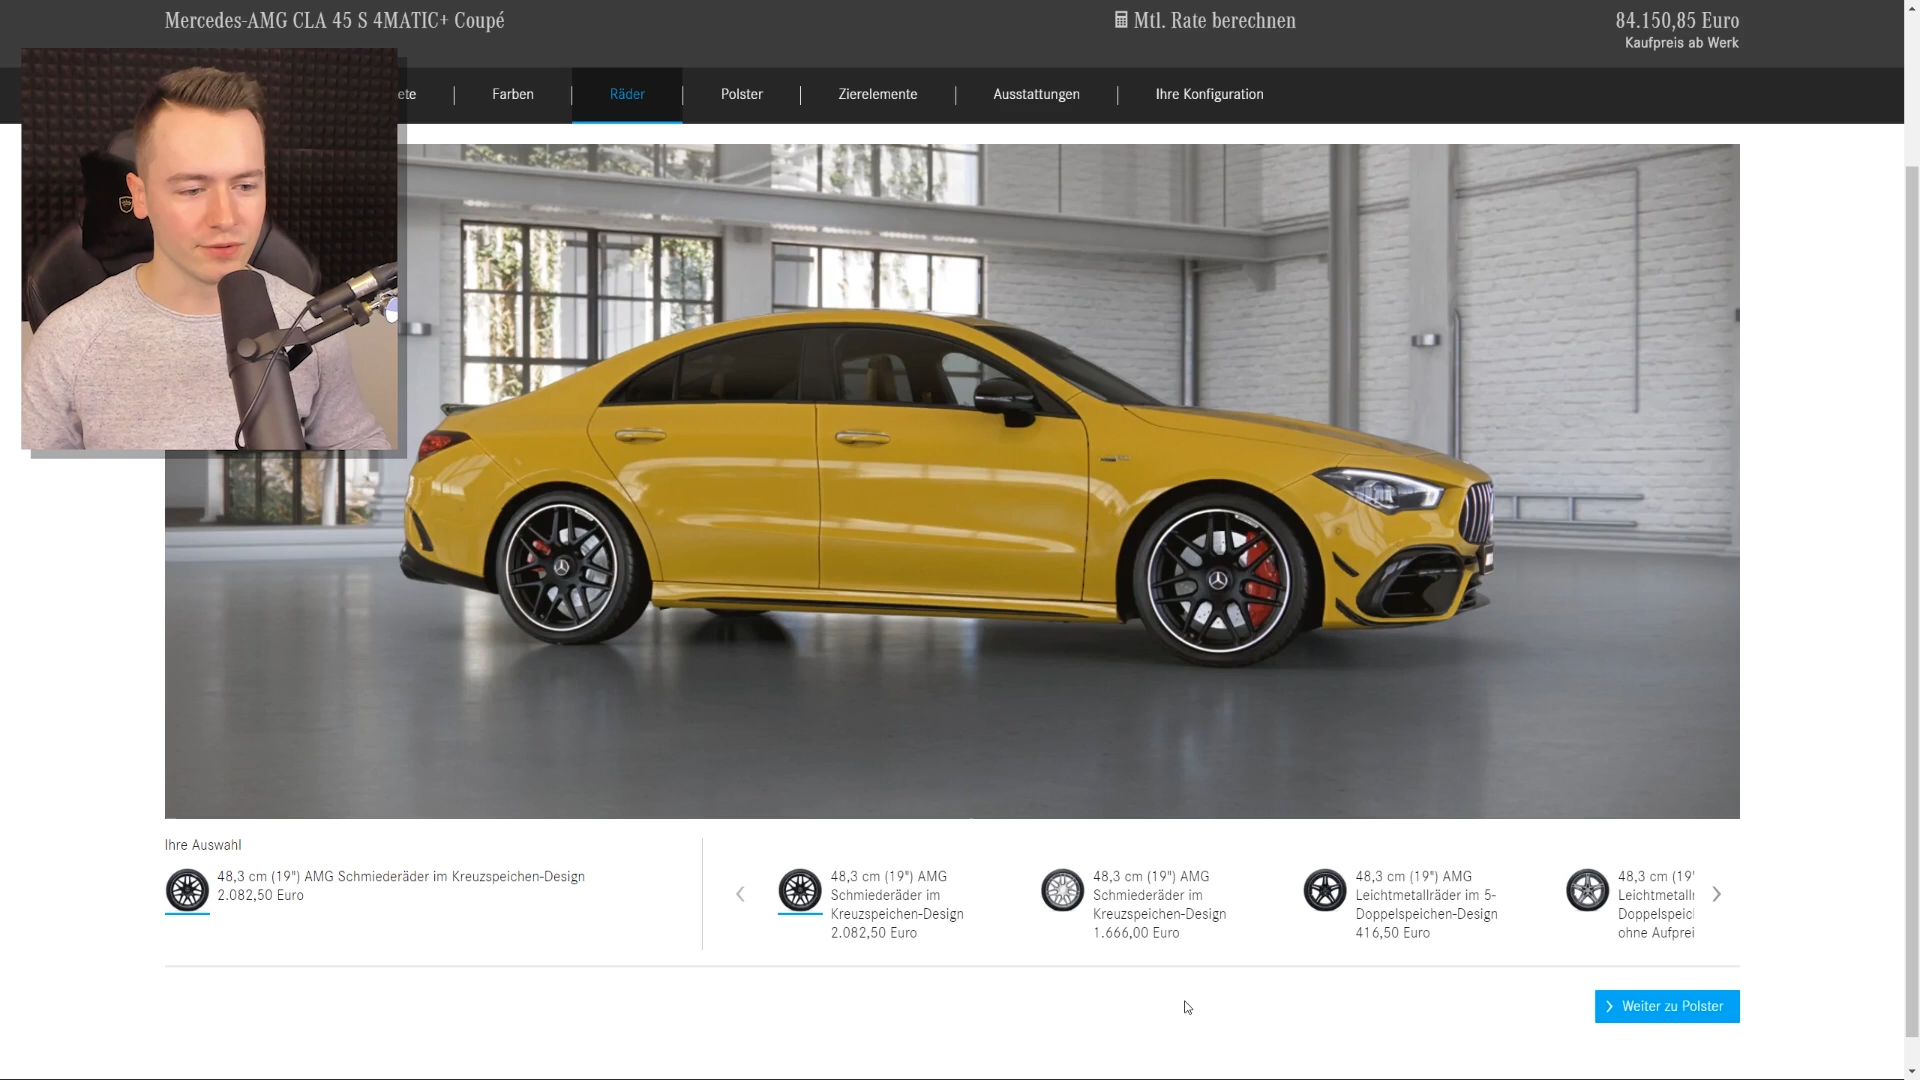 Mercedes-AMG CLA 45 S 4MATIC+ Coupé
Mtl. Rate berechnen
84.150,85 Euro
Kaufpreis ab Werk
ete
Farben
Räder
Polster
Zierelemente
Ausstattungen
Ihre Konfiguration
Ihre Auswahl
48,3 cm (19") AMG Schmiederäder im Kreuzspeichen-Design
2.082,50 Euro
48,3 cm (19") AMG
Schmiederäder im
Kreuzspeichen-Design
2.082,50 Euro
48,3 cm (19") AMG
Schmiederäder im
Kreuzspeichen-Design
1.666,00 Euro
48,3 cm (19") AMG
Leichtmetallräder im 5-
Doppelspeichen-Design
416,50 Euro
48,3 cm (19"
Leichtmetallr
Doppelspeic
ohne Aufprei
Weiter zu Polster